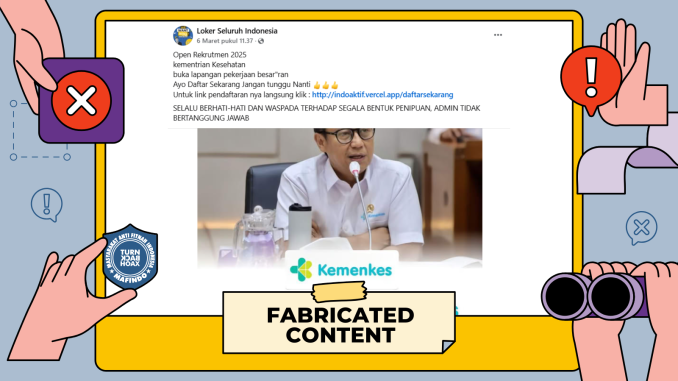 Loker Seluruh Indonesia
6 Maret pukul 11.37
Open Rekrutmen 2025
kementrian Kesehatan
buka lapangan pekerjaan besar"ran
Ayo Daftar Sekarang Jangan tunggu Nanti
Untuk link pendaftaran nya langsung klik : http://indoaktif.vercel.app/daftarsekarang
SELALU BERHATI-HATI DAN WASPADA TERHADAP SEGALA BENTUK PENIPUAN, ADMIN TIDAK
BERTANGGUNG JAWAB
MASYARAKAT ANTI FITNAH INDONESIA
TURN
BACK
HOAX
MAFINDO
Kemenkes
FABRICATED
CONTENT